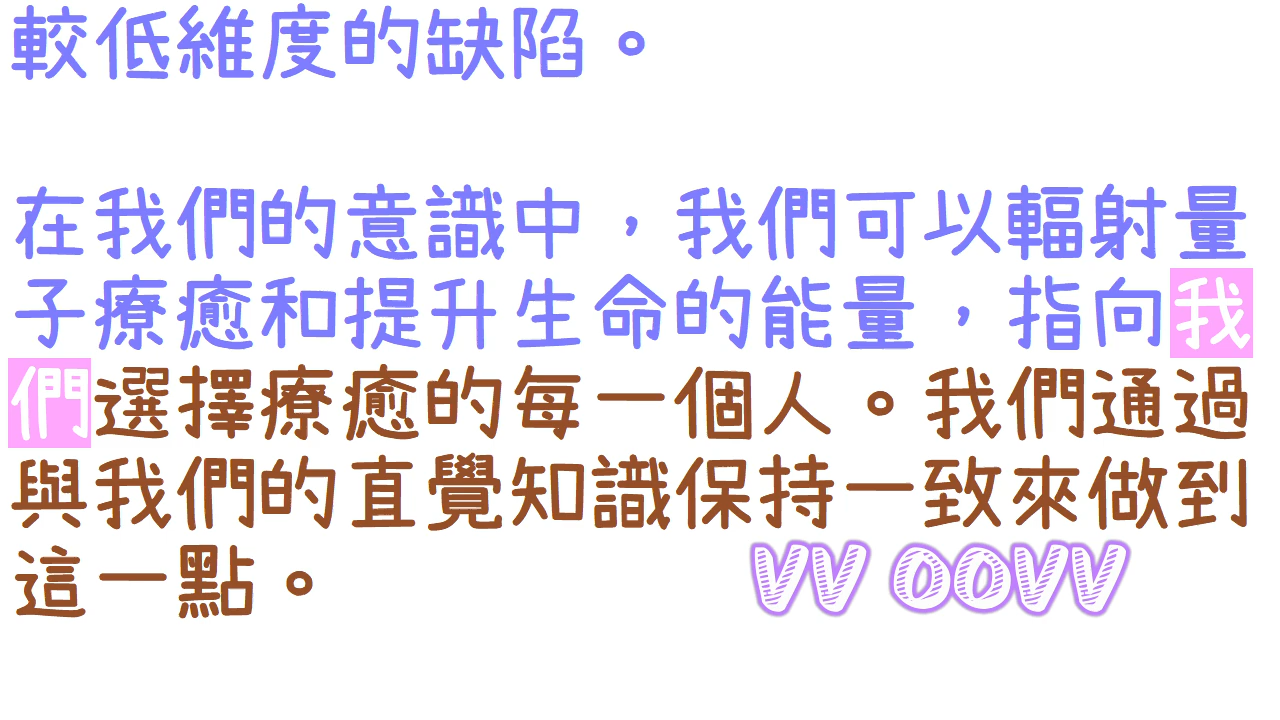 較低維度的缺陷。
在我們的意識中，我們可以輻射量
子療癒和提升生命的能量，指向我
們選擇療癒的每一個人。我們通過
與我們的直覺知識保持一致來做到
這一點。
VV OOVV